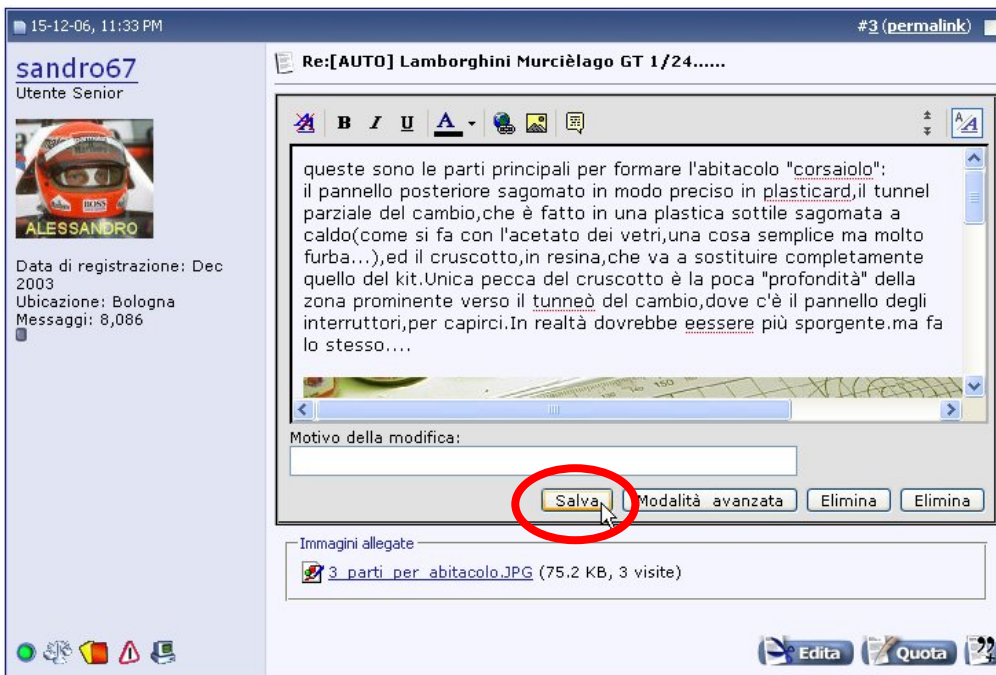 15-12-06, 11:33 PM
#3 (permalink)
sandro67
Utente Senior
BOSS
ALESSANDRO
Data di registrazione: Dec
2003
Ubicazione: Bologna
Messaggi: 8,086
Re:[AUTO] Lamborghini Murcièlago GT 1/24......
B I U A
A/A
queste sono le parti principali per formare l'abitacolo "corsaiolo":
il pannello posteriore sagomato in modo preciso in plasticard,il tunnel
parziale del cambio,che è fatto in una plastica sottile sagomata a
caldo(come si fa con l'acetato dei vetri,una cosa semplice ma molto
furba...),ed il cruscotto,in resina,che va a sostituire completamente
quello del kit.Unica pecca del cruscotto è la poca "profondità" della
zona prominente verso il tunneò del cambio,dove c'è il pannello degli
interruttori,per capirci.In realtà dovrebbe eessere più sporgente.ma fa
lo stesso....
150
Motivo della modifica:
Salva Modalità avanzata Elimina Elimina
Immagini allegate
3 parti per abitacolo.JPG (75.2 KB, 3 visite)
Edita Quota